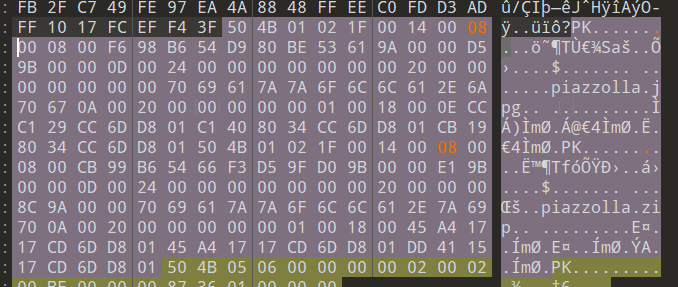 : FB 2F C7 49 FE 97 EA 4A 88 48 FF EE C0 FD D3 AD û/ÇIþ—êJˆHÿîÀýÓ-
: FF 10 17 FC EF F4 3F 50 4B 01 02 1F 00 14 00 08 ÿ..üïô?PK.......
: 00 08 00 F6 98 B6 54 D9 80 BE 53 61 9A 00 00 D5 ...ö˜¶TÙ€¾Saš..Õ
: 9B 00 00 0D 00 24 00 00 00 00 00 00 00 20 00 00 ›....$....... ..
: 00 00 00 00 70 69 61 7A 7A 6F 6C 6C 61 2E 6A ....piazzolla.j
: 70 67 0A 00 20 00 00 00 00 00 01 00 18 00 0E CC pg.. ..........Ì
: C1 29 CC 6D D8 01 C1 40 80 34 CC 6D D8 01 CB 19 Á)ÌmØ.Á@€4ÌmØ.Ë.
: 80 34 CC 6D D8 01 50 4B 01 02 1F 00 14 00 08 00 €4ÌmØ.PK........
: 08 00 CB 99 B6 54 66 F3 D5 9F D0 9B 00 00 E1 9B ..Ë™¶TfóÕŸÐ›..á›
: 00 00 0D 00 24 00 00 00 00 00 00 00 20 00 00 00 ....$....... ...
: 8C 9A 00 00 70 69 61 7A 7A 6F 6C 6C 61 2E 7A 69 Œš..piazzolla.zi
: 70 0A 00 20 00 00 00 00 00 01 00 18 00 45 A4 17 p.. .........E¤.
: 17 CD 6D D8 01 45 A4 17 17 CD 6D D8 01 DD 41 15 .ÍmØ.E¤..ÍmØ.ÝA.
: 17 CD 6D D8 01 50 4B 05 06 00 00 00 00 02 00 02 .ÍmØ.PK.........
00 BE 00 00 00 87 36 01 00 00 00